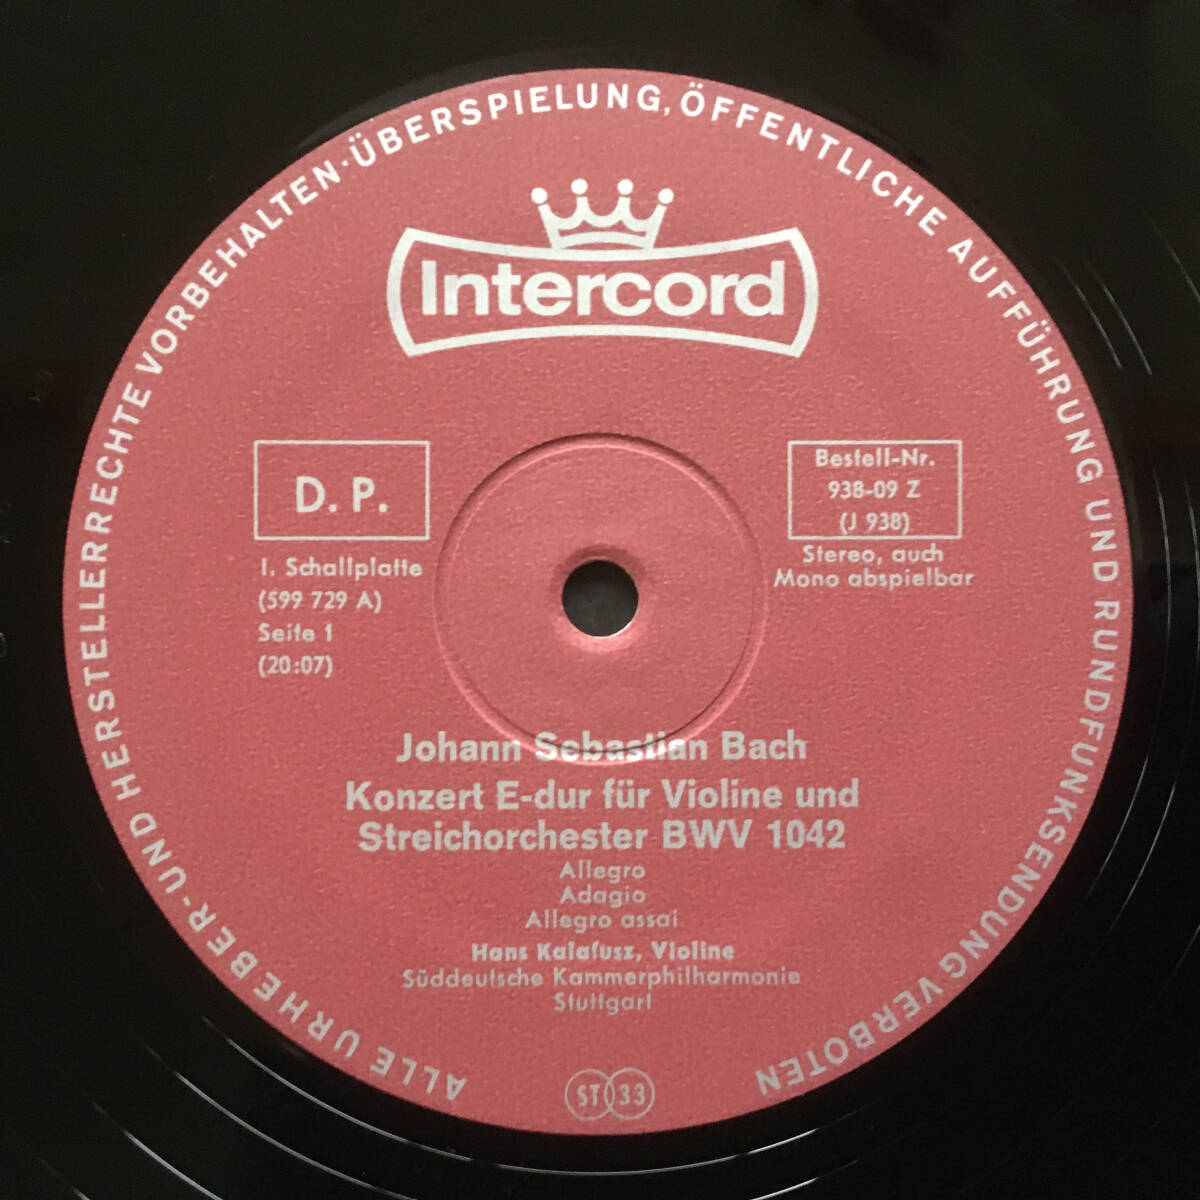 ALLE URHEBER-UND HERSTELLERRECHTE VORBEHALTEN·ÜBERSPIELUNG, ÖFFENTLICHE AUFFÜHRUNG UND RUNDFUNKSENDUNG VERBOTEN
Intercord
D. P.
I. Schallplatte
(599 729 A)
Seite 1
(20:07)
Bestell-Nr.
938-09 Z
(J 938)
Stereo, auch
Mono abspielbar
Johann Sebastian Bach
Konzert E-dur für Violine und
Streichorchester BWV 1042
Allegro
Adagio
Allegro assai
Hans Kalafusz, Violine
Süddeutsche Kammerphilharmonie
Stuttgart
ST 33